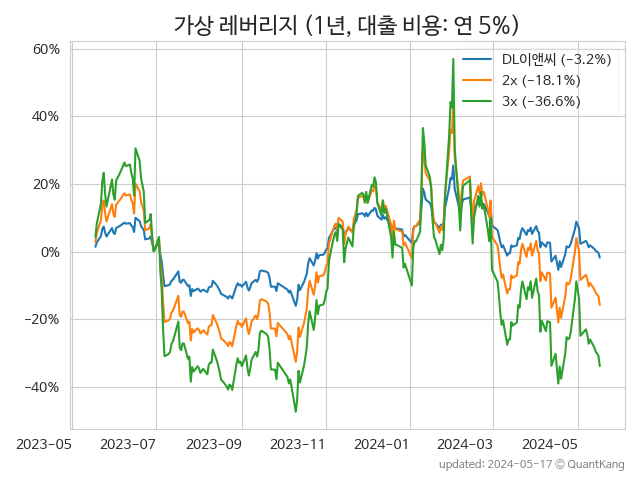 가상 레버리지 (1년, 대출 비용: 연 5%)
60%
40%
20%
0%
−20%
−40%
DL이앤씨 (−3.2%)
2x (−18.1%)
3x (−36.6%)
2023-05 2023-07 2023-09 2023-11 2024-01 2024-03 2024-05
updated: 2024-05-17 © QuantKang